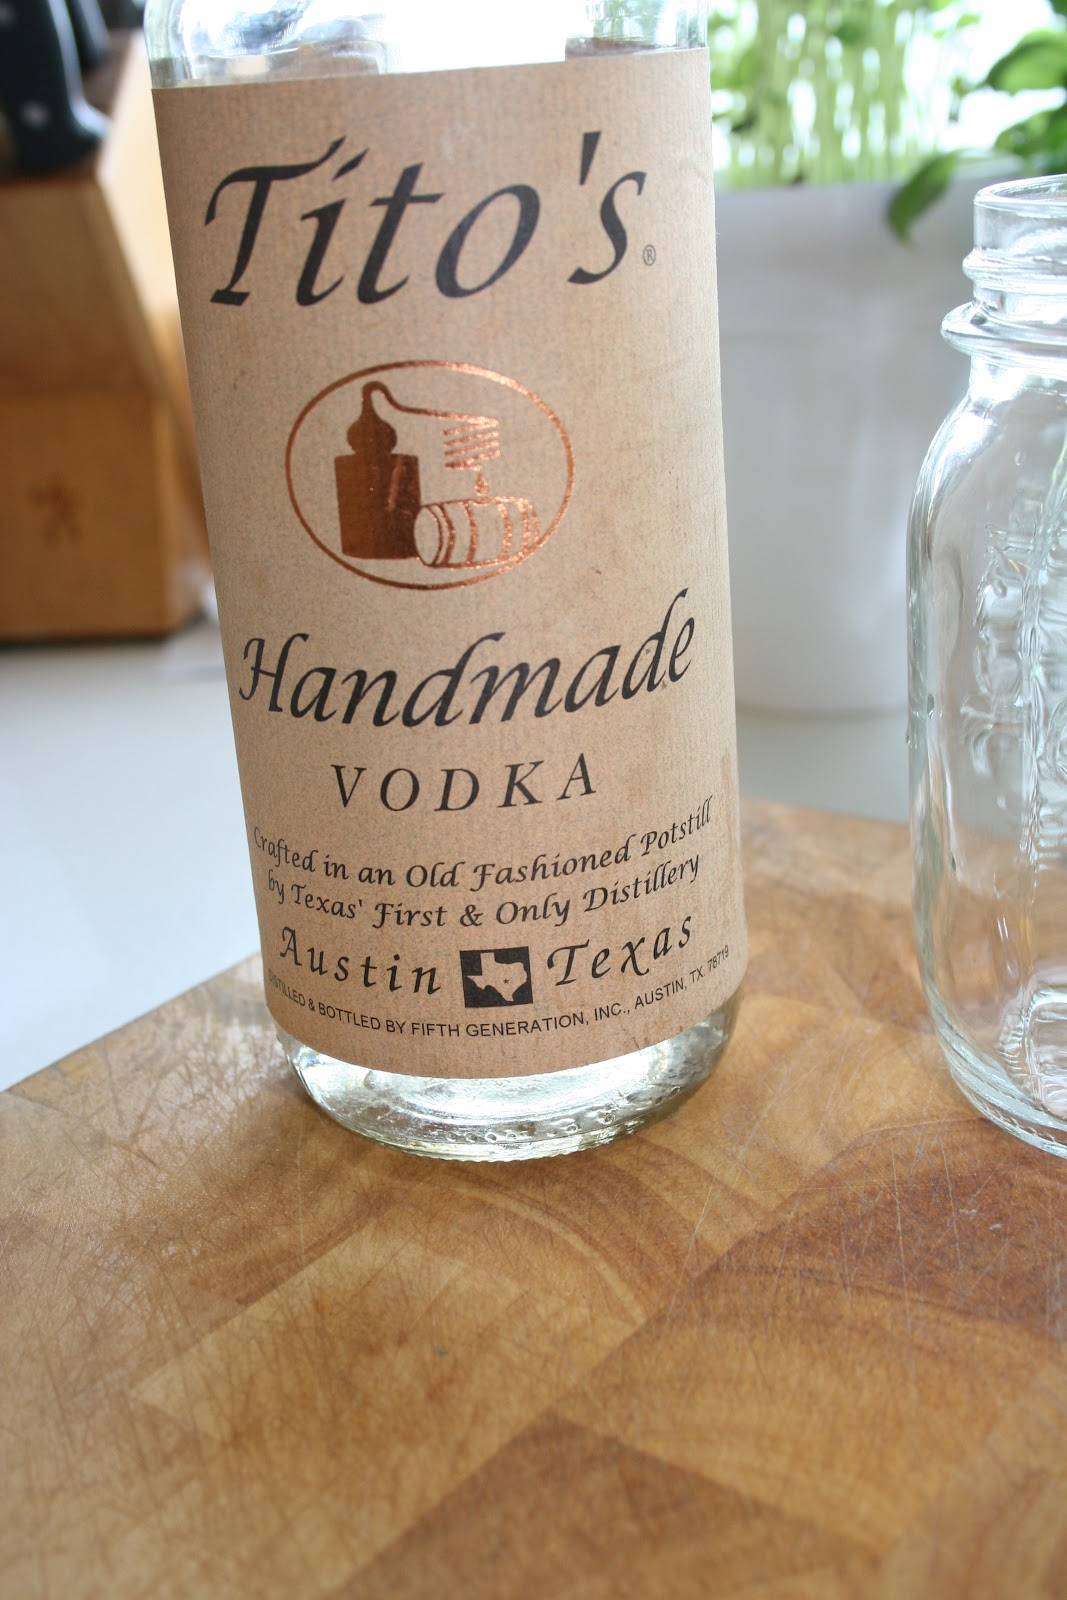 Tito's®
Handmade
VODKA
Crafted in an Old Fashioned Potstill
by Texas' First & Only Distillery
Austin Texas
DISTILLED & BOTTLED BY FIFTH GENERATION, INC., AUSTIN, TX. 78719